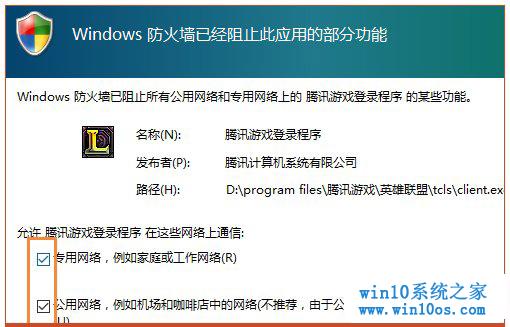 Windows 防火墙已经阻止此应用的部分功能
Windows 防火墙已阻止所有公用网络和专用网络上的 腾讯游戏登录程序 的某些功能。
L
名称(N): 腾讯游戏登录程序
发布者(P): 腾讯计算机系统有限公司
路径(H): D:\program files\腾讯游戏\英雄联盟\tcls\client.ex
允许 腾讯游戏登录程序 在这些网络上通信:
专用网络，例如家庭或工作网络(R)
公用网络，例如机场和咖啡店中的网络(不推荐，由于公
win10系统之家
www.win10os.com